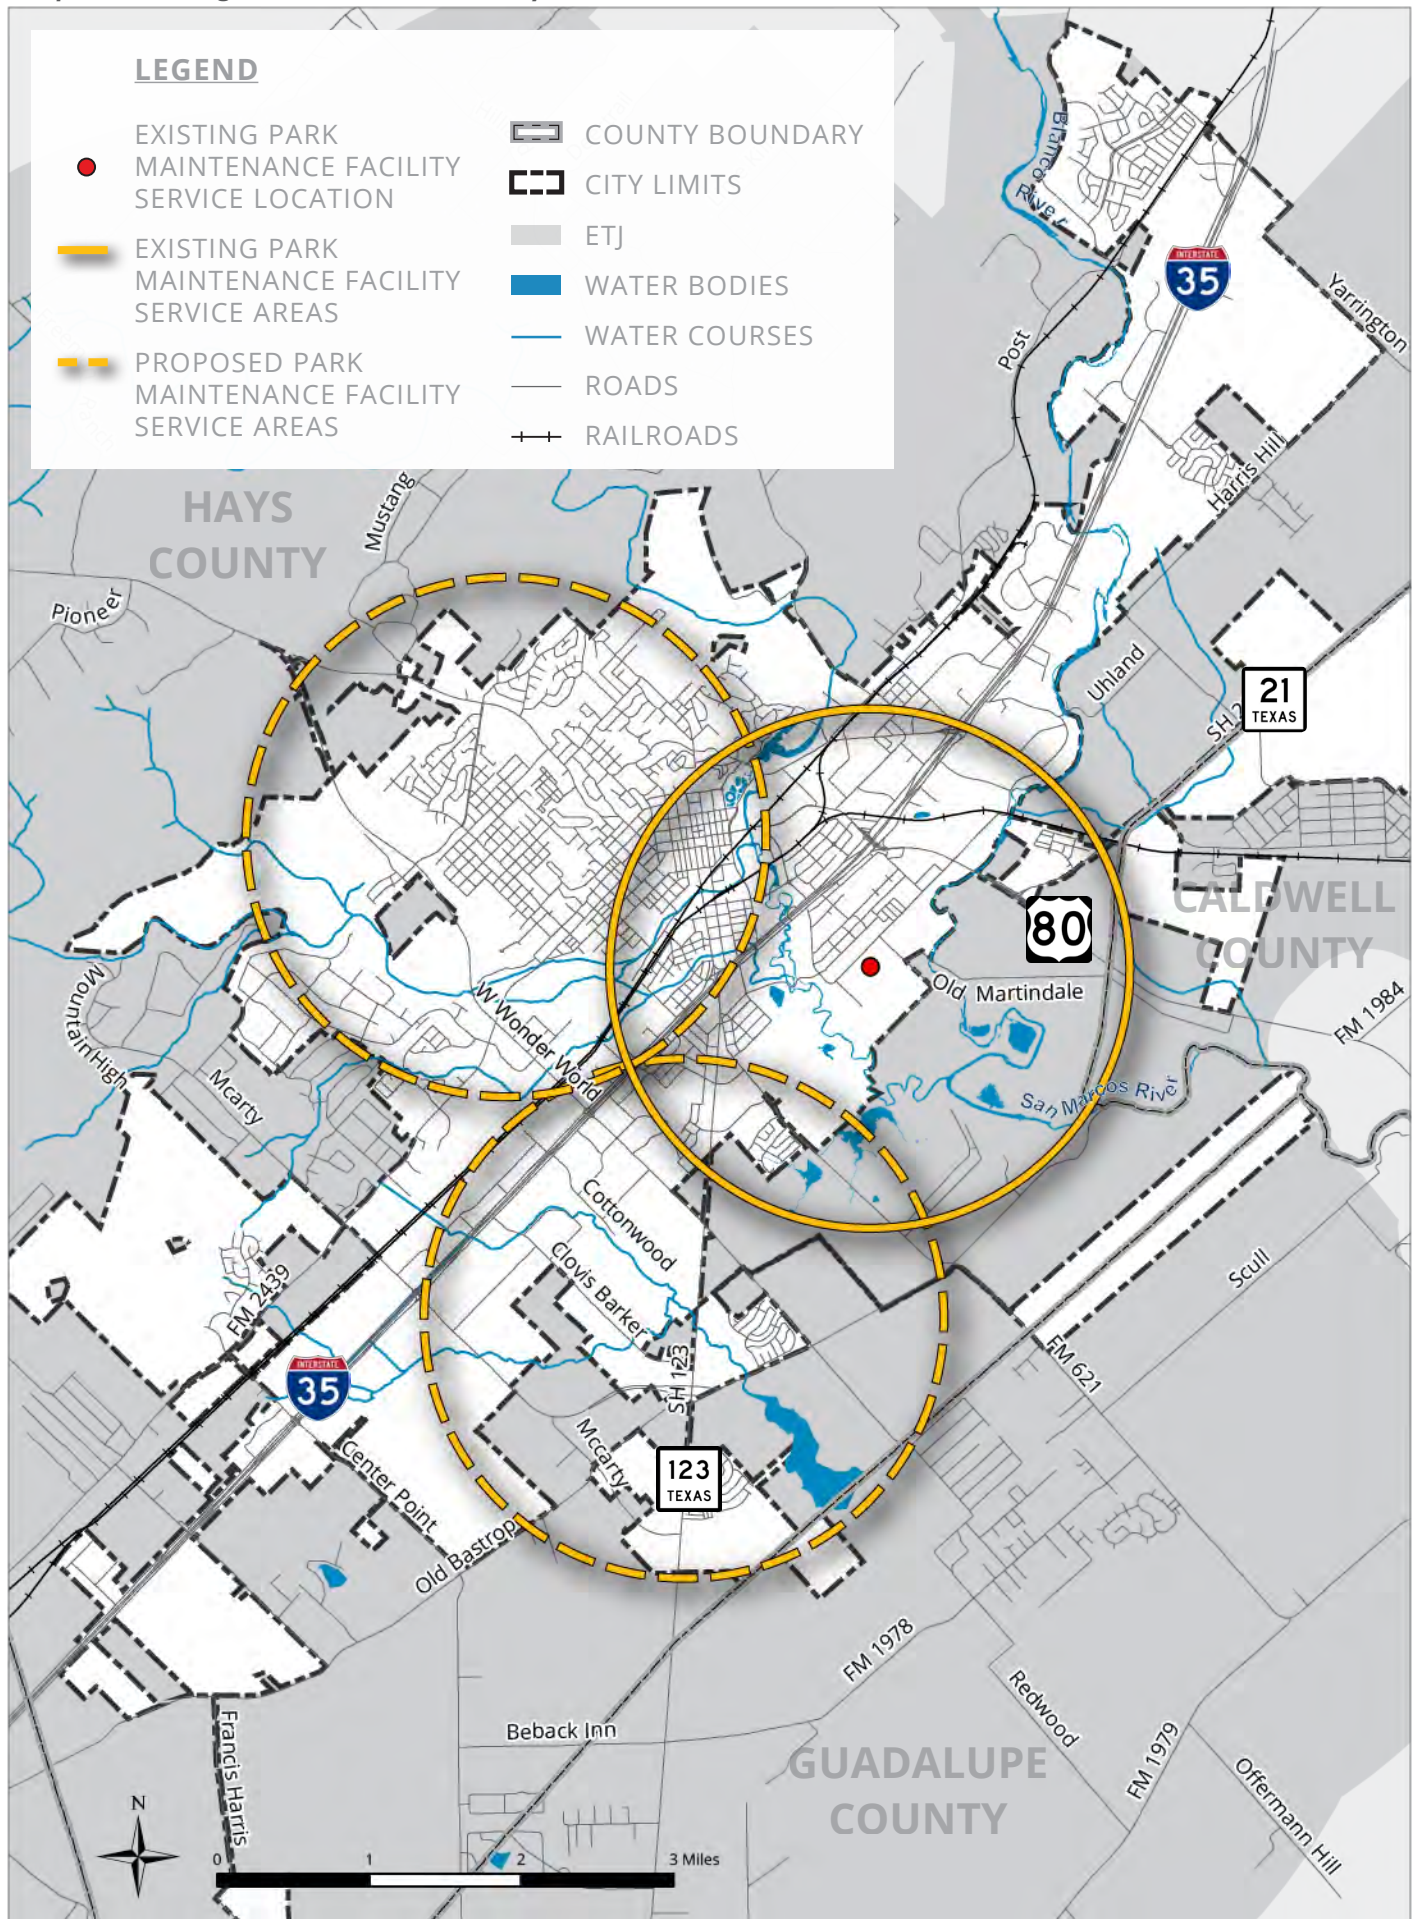 LEGEND
EXISTING PARK
MAINTENANCE FACILITY
SERVICE LOCATION
EXISTING PARK
MAINTENANCE FACILITY
SERVICE AREAS
PROPOSED PARK
MAINTENANCE FACILITY
SERVICE AREAS
COUNTY BOUNDARY
CITY LIMITS
ETJ
WATER BODIES
WATER COURSES
ROADS
RAILROADS
Blanco
River
INTERSTATE
35
Yarrington
Post
Harris Hill
HAYS
COUNTY
Mustang
Pioneer
Uhland
SH 2
21
TEXAS
CALDWELL
COUNTY
80
Old Martindale
FM 1984
Mountain High
W Wonder World
Mcarty
San Marcos River
Cottonwood
Clovis Barker
Scull
FM 2439
INTERSTATE
35
SH 123
FM 621
Mccarty
123
TEXAS
Center Point
Old Bastrop
FM 1978
Redwood
Francis Harris
Beback Inn
GUADALUPE
COUNTY
FM 1979
Offermann Hill
N
0 1 2 3 Miles